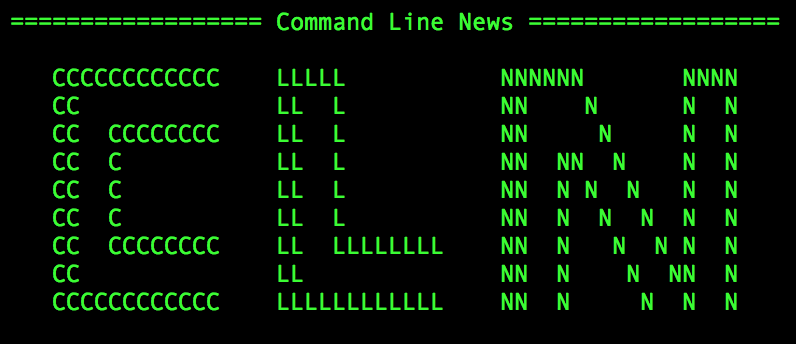 ================== Command Line News ==================
   CCCCCCCCCCCC    LLLLL           NNNNNN       NNNN
   CC              LL  L           NN    N      N  N
   CC  CCCCCCCC    LL  L           NN     N     N  N
   CC  C           LL  L           NN  NN  N    N  N
   CC  C           LL  L           NN  N N  N   N  N
   CC  C           LL  L           NN  N  N  N  N  N
   CC  CCCCCCCC    LL  LLLLLLLL    NN  N   N  N N  N
   CC              LL              NN  N    N  NN  N
   CCCCCCCCCCCC    LLLLLLLLLLLL    NN  N     N  N  N